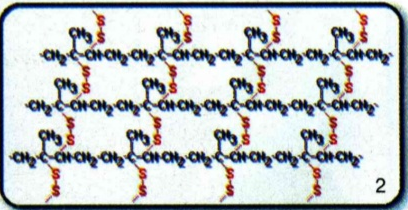 S S S S
S S S S
CH₃ CH₃ CH₃ CH₃
CH₂ C CH-CH₂-CH₂ C CH-CH₂-CH₂ C CH-CH₂-CH₂ C CH-CH₂
S S S S
CH₃ S CH₃ S CH₃ S CH₃ S
-CH₂ C CH-CH₂-CH₂ C CH-CH₂-CH₂ C CH-CH₂-CH₂ C CH-CH₂-
S S S S
CH₃ S CH₃ S CH₃ S CH₃ S
CH₂ C CH-CH₂-CH₂ C CH-CH₂-CH₂ C CH-CH₂-CH₂ C CH-CH₂-
S S S S
S S S S
2